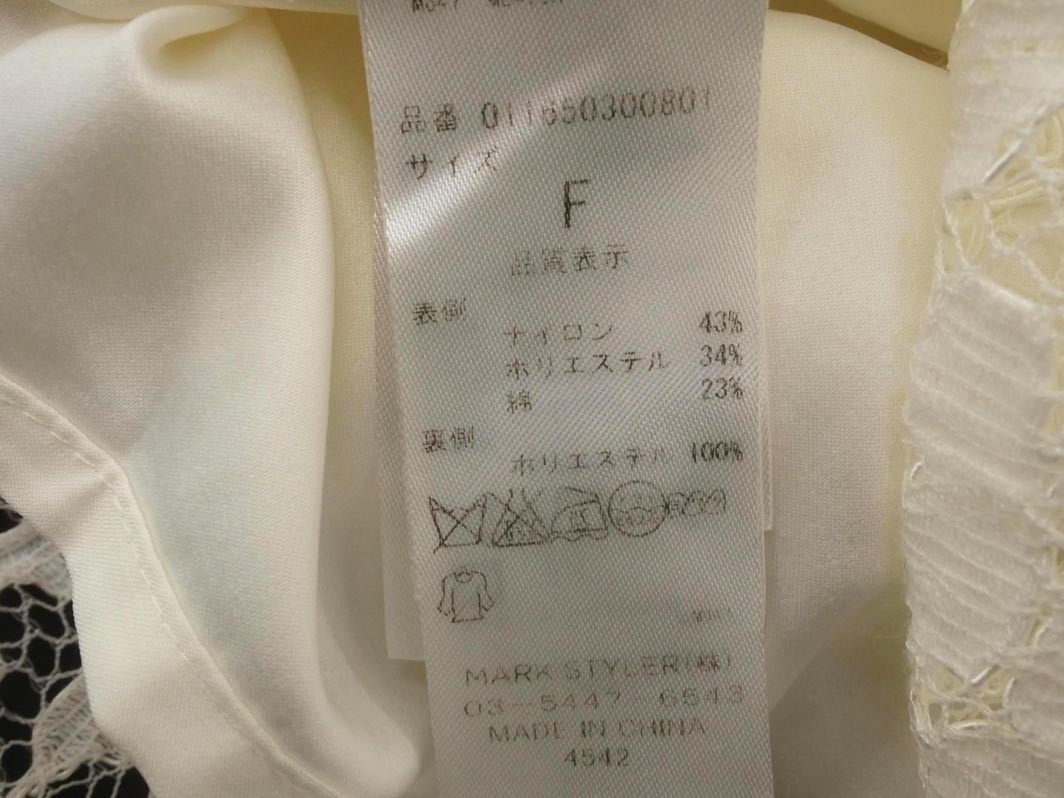 品番 011650300801
サイズ
F
品質表示
表側
ナイロン 43%
ポリエステル 34%
綿 23%
裏側
ポリエステル 100%
MARK STYLER(株)
03-5447-6543
MADE IN CHINA
4542